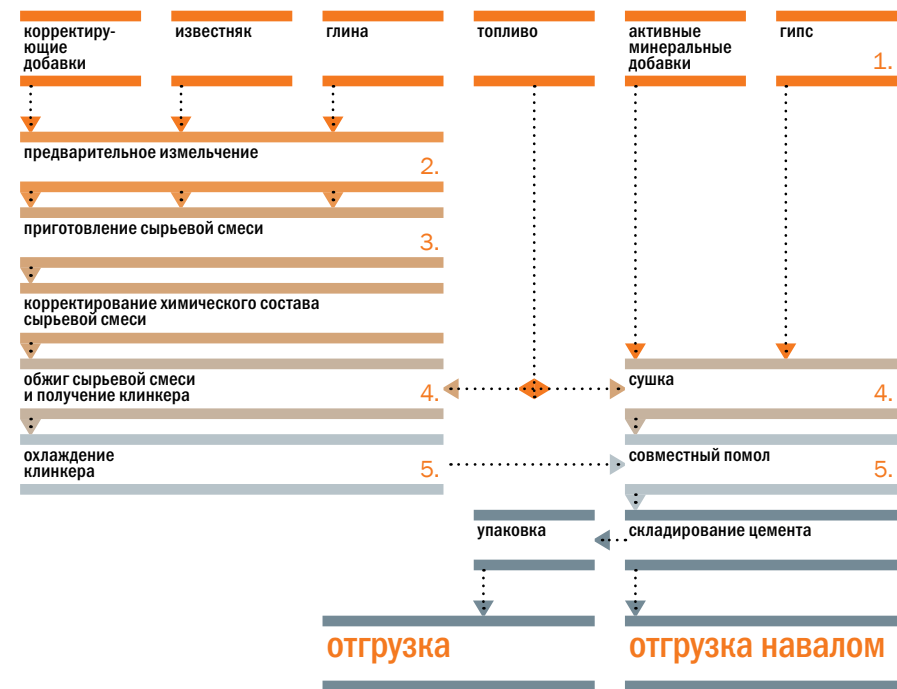 корректиру-
ющие
добавки
известняк
глина
топливо
активные
минеральные
добавки
гипс
1.
предварительное измельчение
2.
приготовление сырьевой смеси
3.
корректирование химического состава
сырьевой смеси
обжиг сырьевой смеси
и получение клинкера
4.
сушка
4.
охлаждение
клинкера
5.
совместный помол
5.
упаковка
складирование цемента
отгрузка
отгрузка навалом